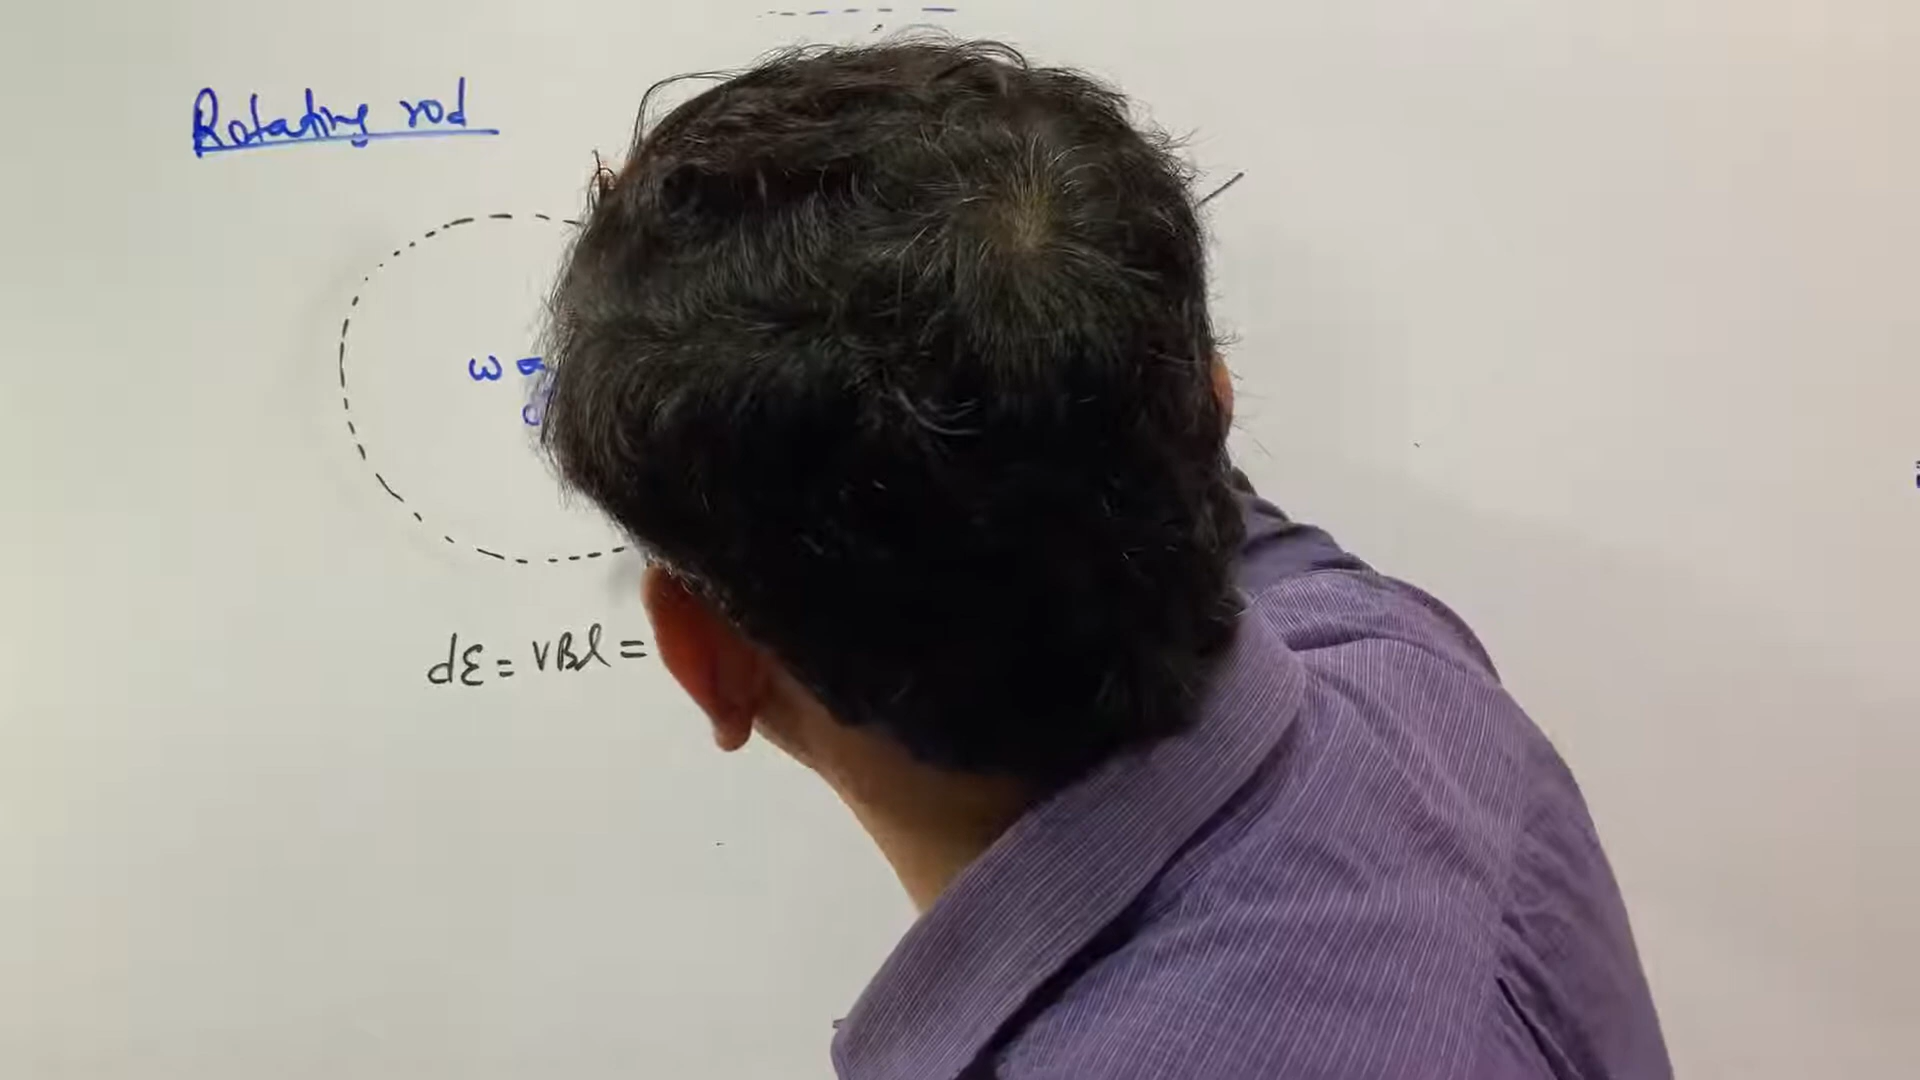 Rotating rod
ω
dε = vBl =